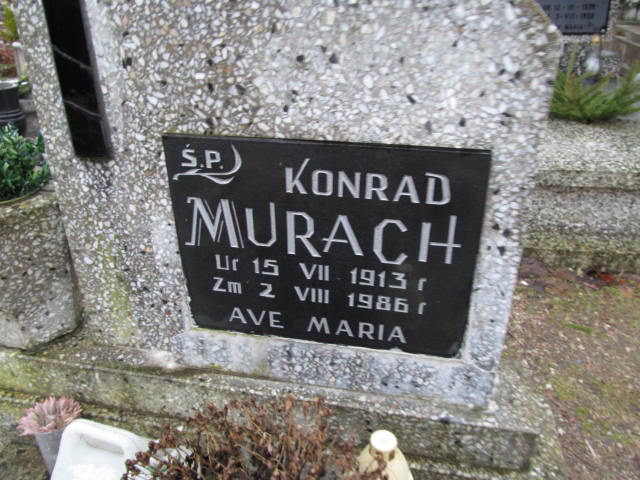 Ś.P.
KONRAD
MURACH
Ur 15 VII 1913 r
Zm 2 VIII 1986 r
AVE MARIA